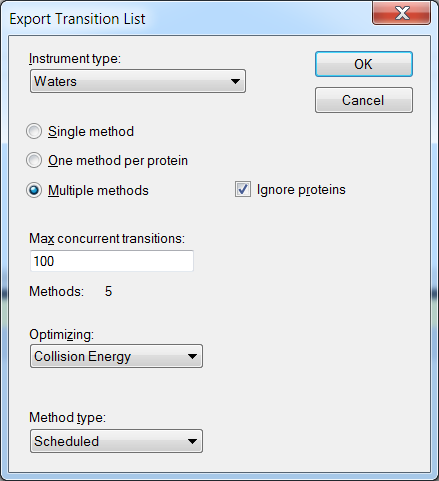 Export Transition List
Instrument type:
Waters
OK
Cancel
Single method
One method per protein
Multiple methods
Ignore proteins
Max concurrent transitions:
100
Methods: 5
Optimizing:
Collision Energy
Method type:
Scheduled